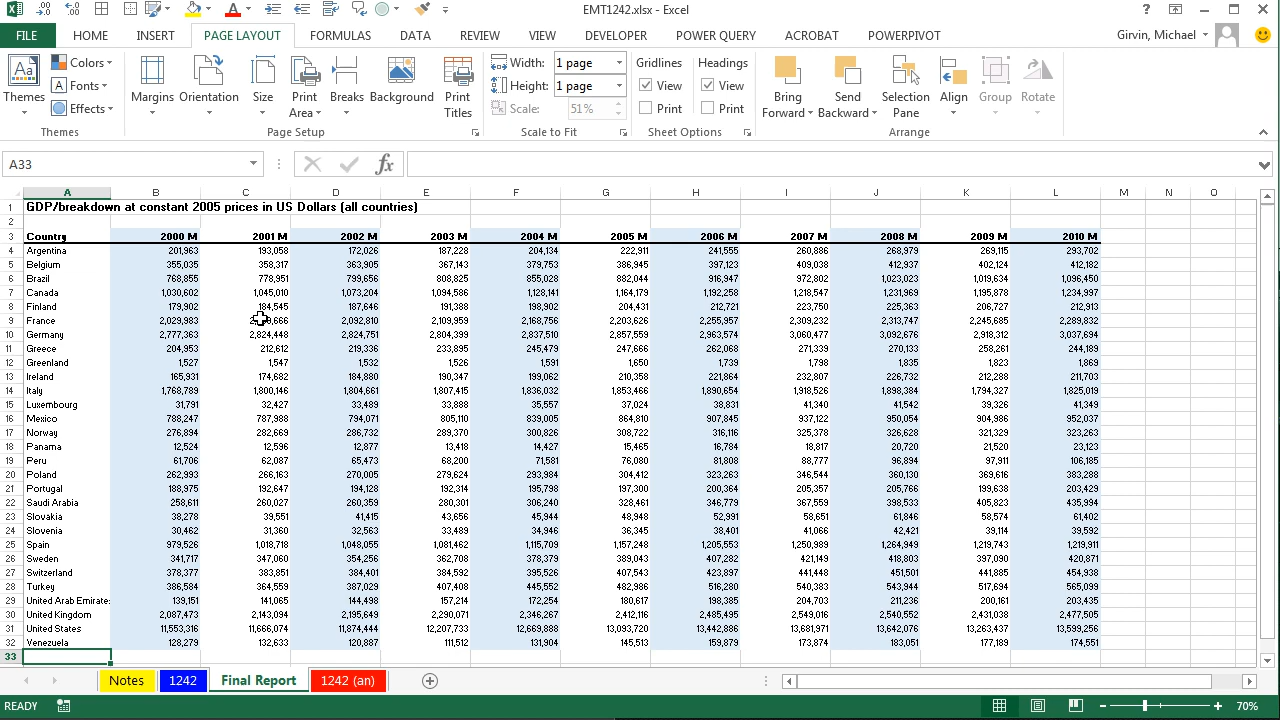 EMT1242.xlsx - Excel
FILE HOME INSERT PAGE LAYOUT FORMULAS DATA REVIEW VIEW DEVELOPER POWER QUERY ACROBAT POWERPIVOT Girvin, Michael
Themes Colors Fonts Effects Margins Orientation Size Print Area Breaks Background Print Titles Width: 1 page Height: 1 page Scale: 51% Gridlines View Print Headings View Print Bring Forward Send Backward Selection Pane Align Group Rotate
Themes Page Setup Scale to Fit Sheet Options Arrange
A33 fx
A B C D E F G H I J K L M N O
1 GDP/breakdown at constant 2005 prices in US Dollars (all countries)
2
3 Country 2000 M 2001 M 2002 M 2003 M 2004 M 2005 M 2006 M 2007 M 2008 M 2009 M 2010 M
4 Argentina 201,963 193,058 172,026 187,228 204,134 222,911 241,555 260,886 268,979 269,115 293,702
5 Belgium 355,035 358,317 363,905 367,143 379,753 386,945 397,123 409,038 412,937 402,124 412,182
6 Brazil 768,855 778,951 799,656 808,825 855,028 882,044 916,947 972,802 1,023,023 1,019,634 1,096,450
7 Canada 1,030,602 1,045,010 1,073,204 1,094,586 1,128,141 1,164,179 1,192,258 1,218,547 1,231,969 1,195,878 1,234,997
8 Finland 179,902 184,545 187,646 191,388 198,902 204,431 212,721 223,750 225,363 206,727 212,913
9 France 2,029,983 2,092,810 2,109,959 2,168,756 2,203,626 2,255,957 2,309,232 2,313,747 2,245,685 2,289,832
10 Germany 2,777,363 2,824,448 2,824,751 2,804,399 2,837,510 2,857,559 2,963,574 3,060,477 3,092,676 2,918,312 3,037,694
11 Greece 204,953 212,612 219,336 233,895 245,479 247,666 262,068 271,339 270,133 258,261 244,189
12 Greenland 1,527 1,547 1,532 1,526 1,591 1,650 1,739 1,798 1,835 1,823 1,869
13 Ireland 165,931 174,682 184,880 190,347 199,062 210,358 221,864 232,807 226,732 212,288 211,703
14 Italy 1,768,789 1,800,146 1,804,661 1,807,415 1,836,032 1,853,466 1,890,654 1,918,526 1,898,384 1,794,327 1,825,019
15 Luxembourg 31,791 32,427 33,489 33,888 35,557 37,024 38,831 41,340 41,542 39,326 41,349
16 Mexico 788,247 787,988 794,071 805,110 839,005 864,810 907,845 937,122 950,054 904,986 952,037
17 Norway 276,894 282,669 286,732 289,370 300,826 308,722 316,116 325,378 326,628 321,329 323,263
18 Panama 12,524 12,596 12,877 13,418 14,427 15,465 16,784 18,817 20,720 21,520 23,123
19 Peru 61,706 62,087 65,473 68,200 71,581 76,080 81,808 88,777 96,894 97,911 106,185
20 Poland 262,993 266,163 270,005 279,624 293,984 304,412 323,263 346,544 360,130 369,616 383,288
21 Portugal 188,975 192,647 194,128 192,314 195,798 197,300 200,364 205,357 205,766 199,638 203,429
22 Saudi Arabia 258,611 260,027 260,359 280,301 306,240 328,461 346,779 367,559 398,533 405,823 435,994
23 Slovakia 38,278 39,551 41,415 43,656 45,944 48,948 52,991 58,651 61,846 58,574 61,402
24 Slovenia 30,462 31,360 32,563 33,489 34,946 36,345 38,401 41,066 42,421 39,114 39,592
25 Spain 979,526 1,018,718 1,048,055 1,081,462 1,115,709 1,157,248 1,205,553 1,250,989 1,264,949 1,219,743 1,219,911
26 Sweden 341,717 347,081 354,256 362,708 378,379 389,251 407,282 421,149 418,803 397,090 420,871
27 Switzerland 378,377 383,851 384,401 384,592 395,526 407,543 423,897 441,448 451,501 441,885 454,938
28 Turkey 386,584 364,559 387,029 407,408 445,552 482,986 516,280 540,383 543,944 517,694 565,099
29 United Arab Emirate 139,151 141,065 144,498 157,214 172,254 180,617 198,385 204,703 211,236 200,161 203,435
30 United Kingdom 2,087,473 2,143,094 2,195,649 2,290,071 2,346,267 2,412,116 2,485,495 2,549,016 2,540,552 2,431,038 2,477,505
31 United States 11,553,316 11,666,074 11,874,444 12,207,733 12,669,888 13,093,720 13,442,886 13,681,971 13,642,076 13,263,437 13,599,256
32 Venezuela 128,279 132,633 120,887 111,512 131,904 145,513 159,879 173,874 183,051 177,189 174,551
33
Notes 1242 Final Report 1242 (an)
READY 70%